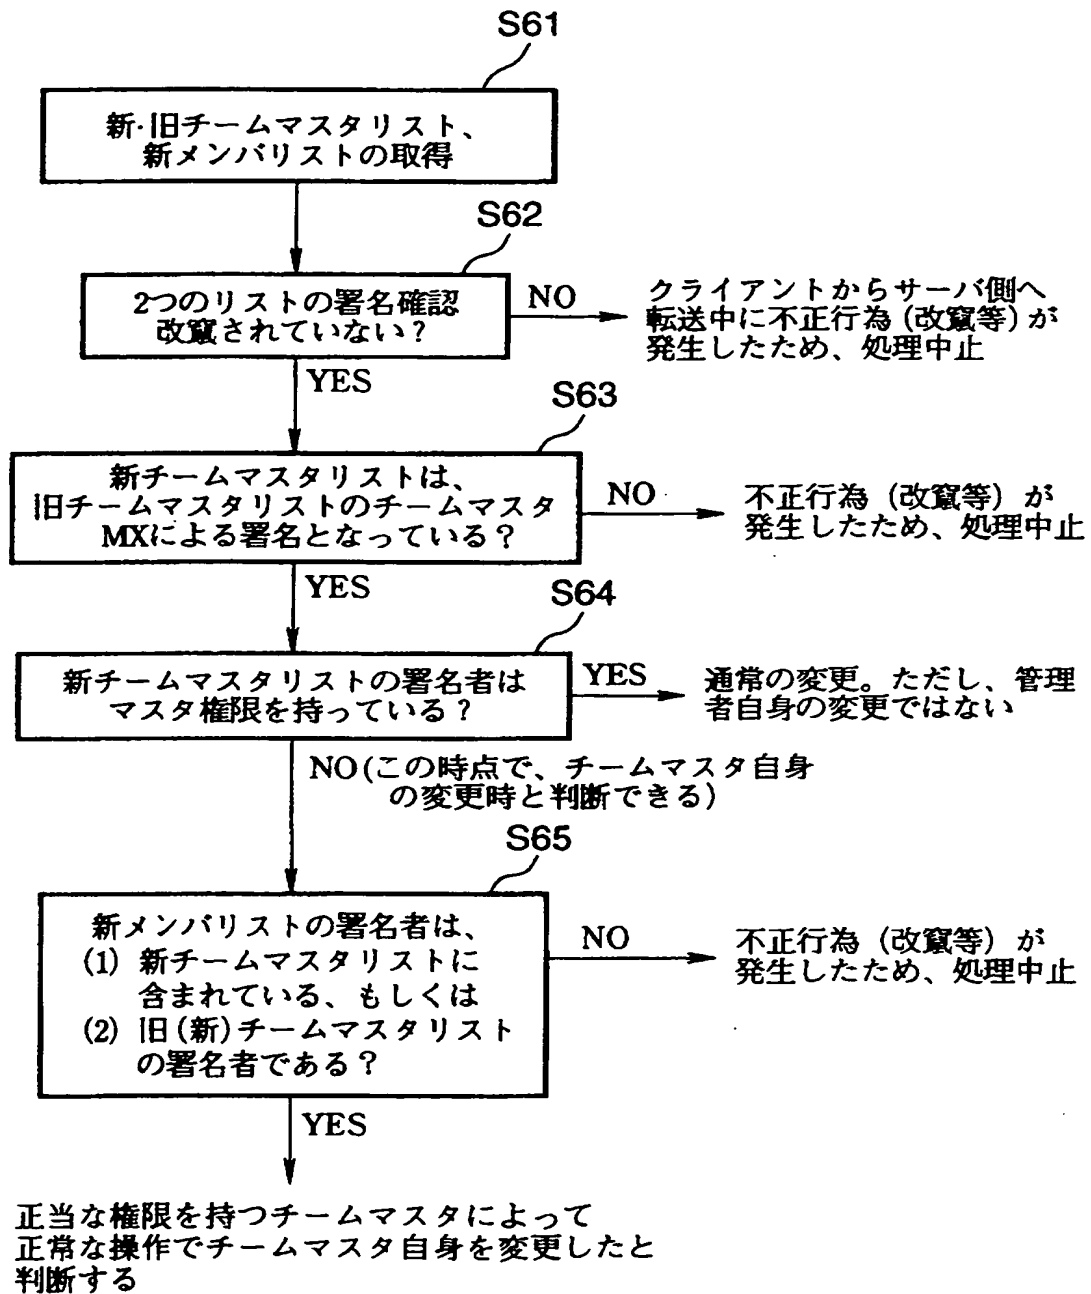 S61
新・旧チームマスタリスト、
新メンバリストの取得
S62
2つのリストの署名確認
改竄されていない？
NO
クライアントからサーバ側へ
転送中に不正行為（改竄等）が
発生したため、処理中止
YES
S63
新チームマスタリストは、
旧チームマスタリストのチームマスタ
MXによる署名となっている？
NO
不正行為（改竄等）が
発生したため、処理中止
YES
S64
新チームマスタリストの署名者は
マスタ権限を持っている？
YES
通常の変更。ただし、管理
者自身の変更ではない
NO(この時点で、チームマスタ自身
の変更時と判断できる)
S65
新メンバリストの署名者は、
(1) 新チームマスタリストに
含まれている、もしくは
(2) 旧(新)チームマスタリスト
の署名者である？
NO
不正行為（改竄等）が
発生したため、処理中止
YES
正当な権限を持つチームマスタによって
正常な操作でチームマスタ自身を変更したと
判断する